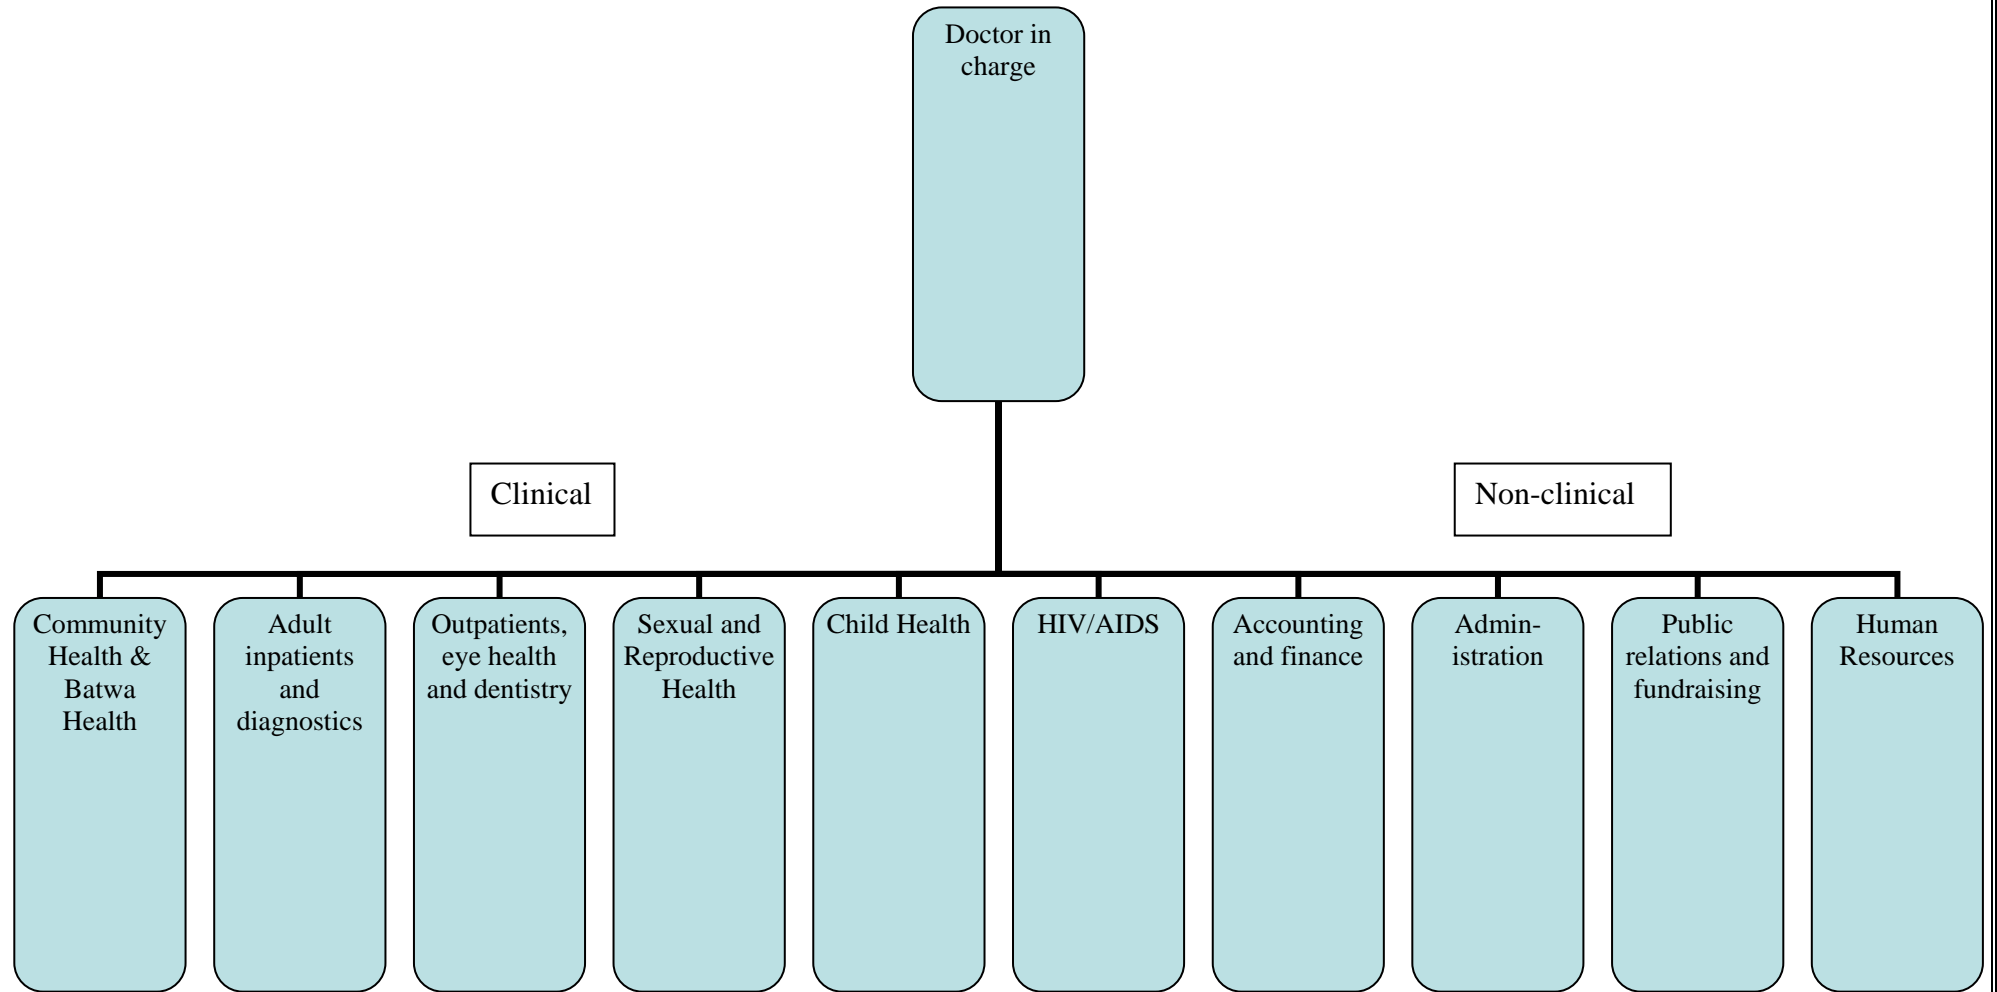 Doctor in
charge
Clinical
Non-clinical
Community
Health &
Batwa
Health
Adult
inpatients
and
diagnostics
Outpatients,
eye health
and dentistry
Sexual and
Reproductive
Health
Child Health
HIV/AIDS
Accounting
and finance
Admin-
istration
Public
relations and
fundraising
Human
Resources